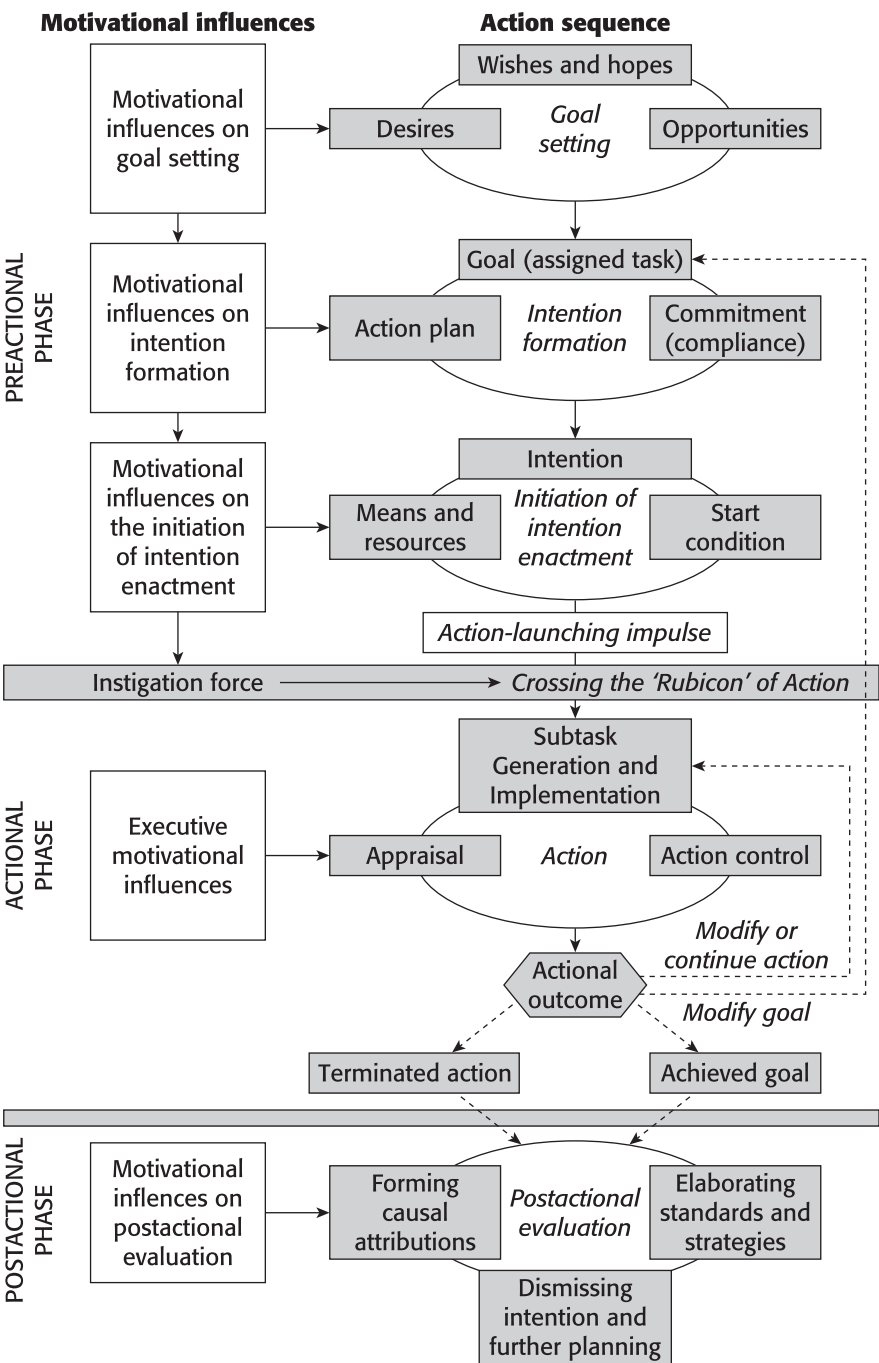 Motivational influences
Action sequence
PREACTIONAL
PHASE
Motivational
influences on
goal setting
Wishes and hopes
Desires
Goal
setting
Opportunities
Motivational
influences on
intention
formation
Goal (assigned task)
Action plan
Intention
formation
Commitment
(compliance)
Motivational
influences on
the initiation
of intention
enactment
Intention
Means and
resources
Initiation of
intention
enactment
Start
condition
Action-launching impulse
Instigation force
Crossing the ‘Rubicon’ of Action
ACTIONAL
PHASE
Executive
motivational
influences
Subtask
Generation and
Implementation
Appraisal
Action
Action control
Actional
outcome
Modify or
continue action
Modify goal
Terminated action
Achieved goal
POSTACTIONAL
PHASE
Motivational
inflences on
postactional
evaluation
Forming
causal
attributions
Postactional
evaluation
Elaborating
standards and
strategies
Dismissing
intention and
further planning